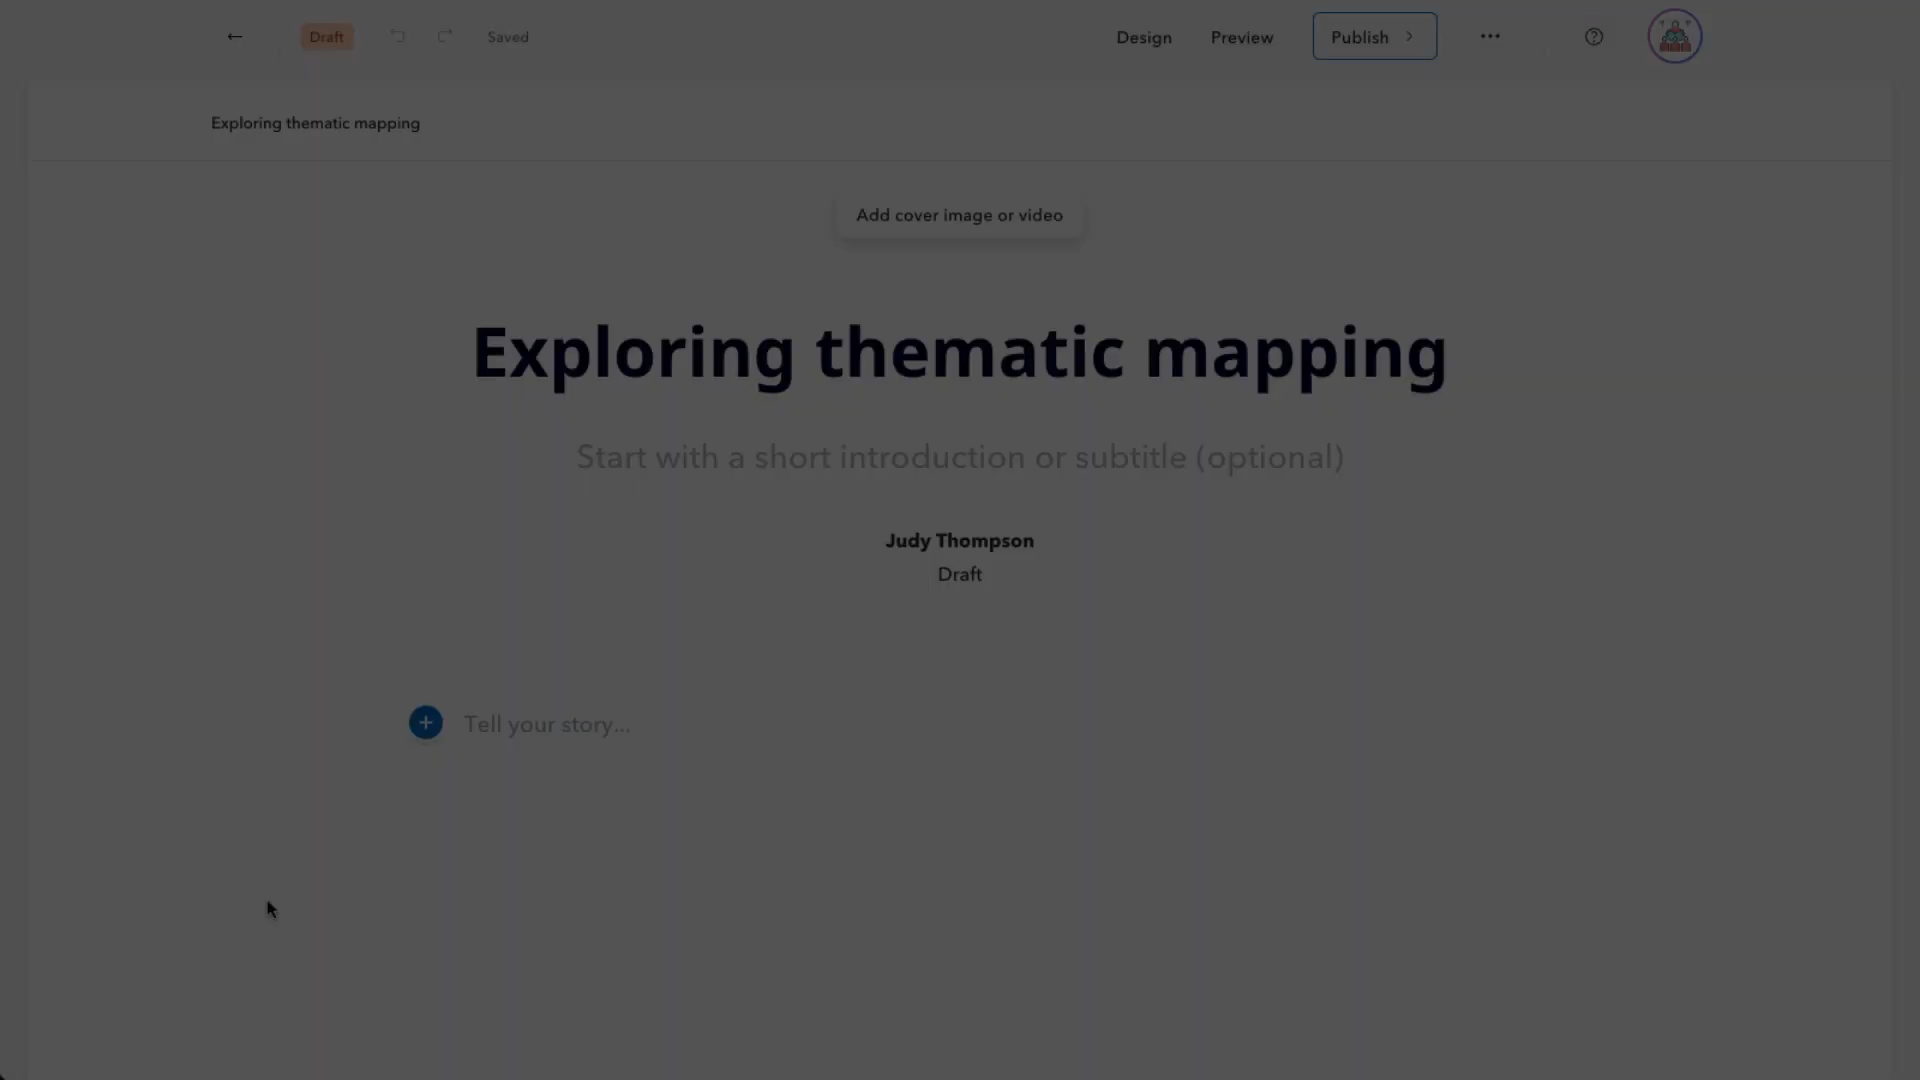 Draft
Saved
Design
Preview
Publish
Exploring thematic mapping
Add cover image or video
Exploring thematic mapping
Start with a short introduction or subtitle (optional)
Judy Thompson
Draft
Tell your story...